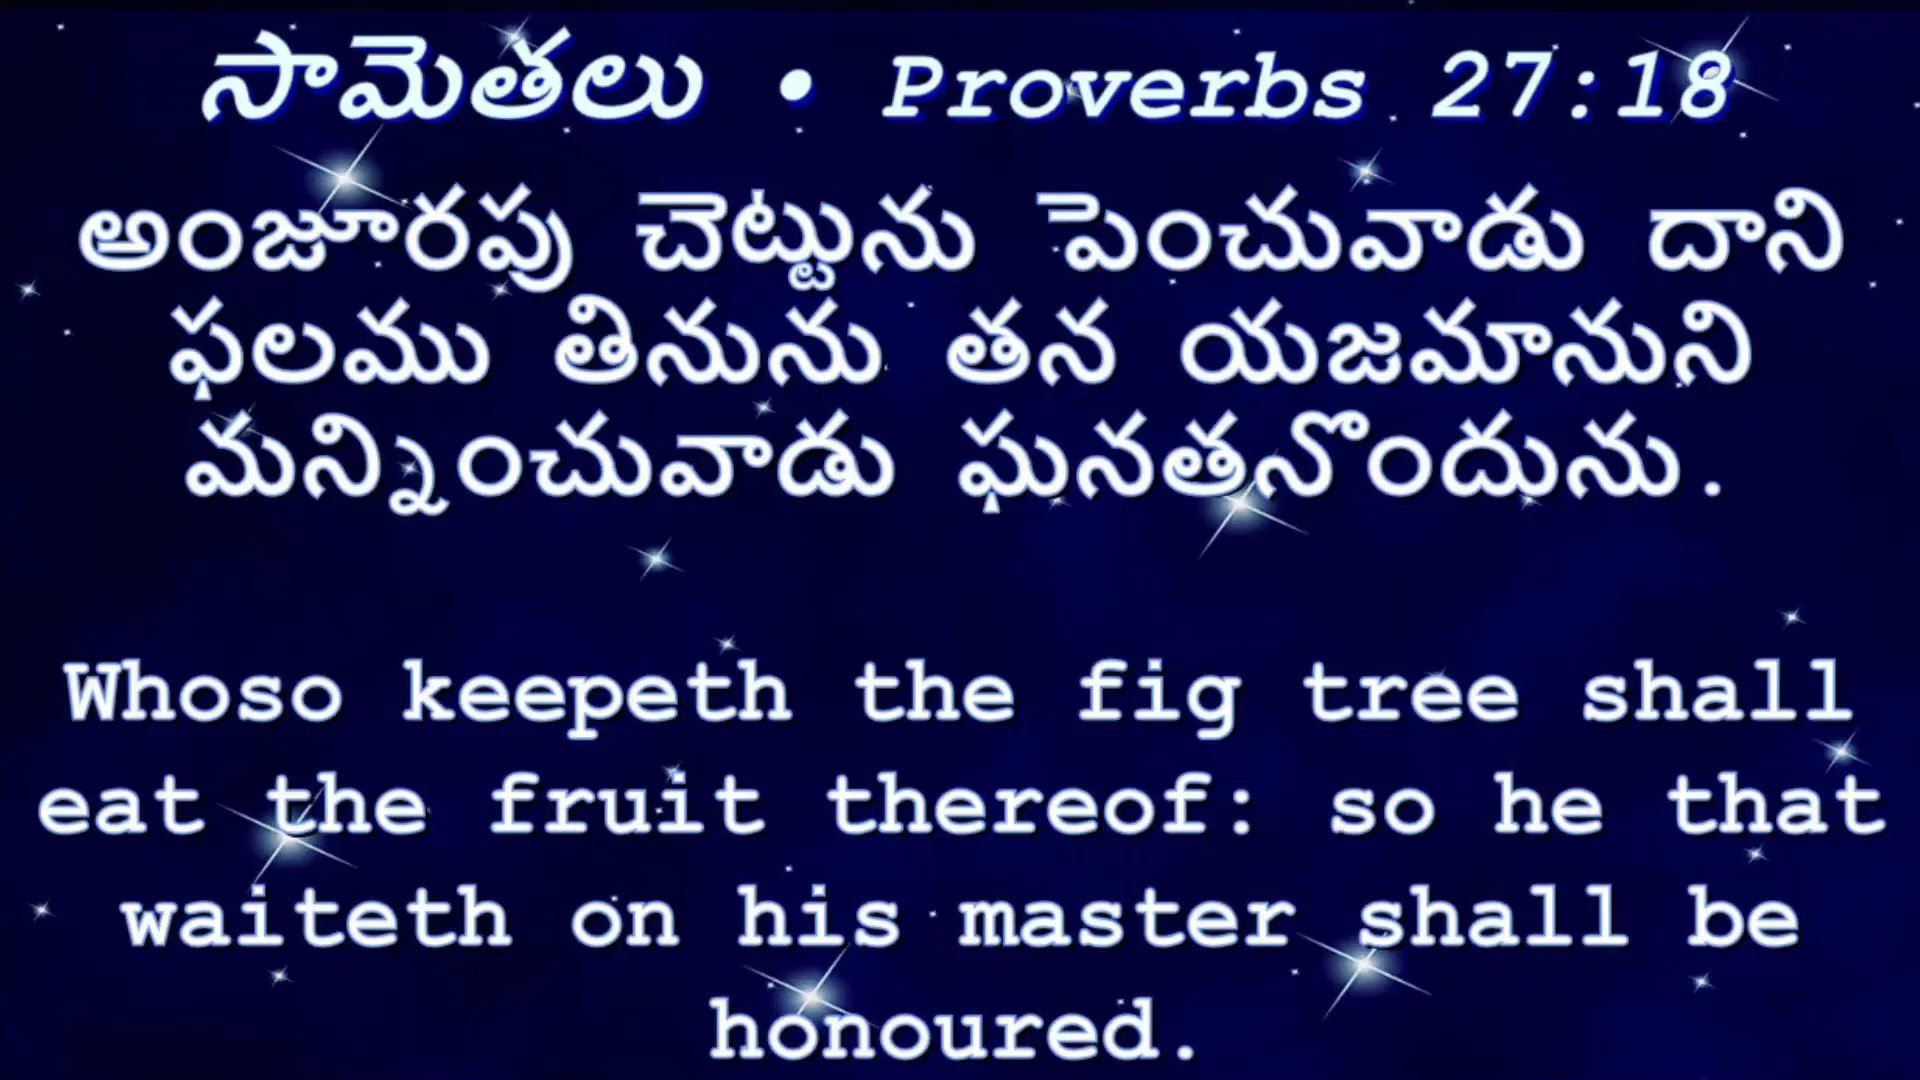 సామెతలు • Proverbs 27:18
అంజూరపు చెట్టును పెంచువాడు దాని
ఫలము తినును తన యజమానుని
మన్నించువాడు ఘనతనొందును.
Whoso keepeth the fig tree shall
eat the fruit thereof: so he that
waiteth on his master shall be
honoured.